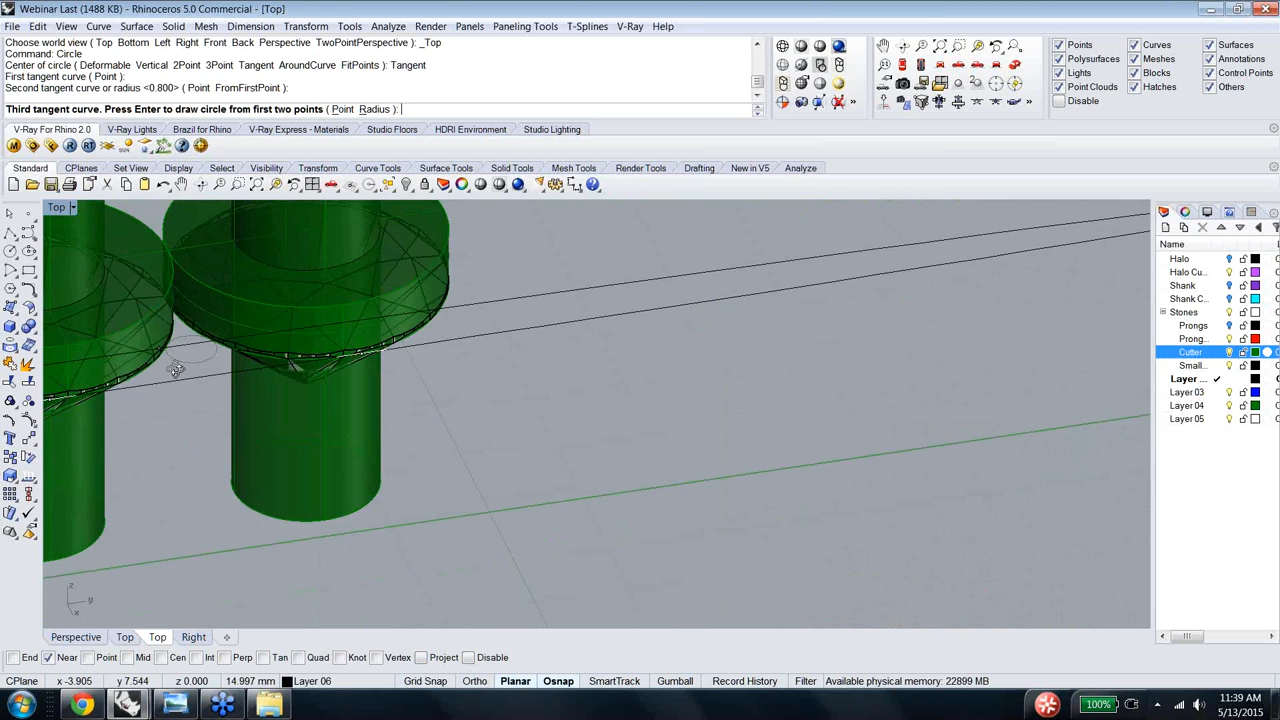 Webinar Last (1488 KB) - Rhinoceros 5.0 Commercial - [Top]
File Edit View Curve Surface Solid Mesh Dimension Transform Tools Analyze Render Panels Paneling Tools T-Splines V-Ray Help
Choose world view ( Top Bottom Left Right Front Back Perspective TwoPointPerspective ): _Top
Command: Circle
Center of circle ( Deformable Vertical 2Point 3Point Tangent AroundCurve FitPoints ): Tangent
First tangent curve ( Point ):
Second tangent curve or radius <0.800> ( Point FromFirstPoint ):
Third tangent curve. Press Enter to draw circle from first two points ( Point Radius ):
Points Curves Surfaces
Polysurfaces Meshes Annotations
Lights Blocks Control Points
Point Clouds Hatches Others
Disable
V-Ray For Rhino 2.0 V-Ray Lights Brazil for Rhino V-Ray Express - Materials Studio Floors HDRI Environment Studio Lighting
Standard CPlanes Set View Display Select Visibility Transform Curve Tools Surface Tools Solid Tools Mesh Tools Render Tools Drafting New in V5 Analyze
Top
Name
Halo
Halo Cu...
Shank
Shank C...
Stones
Prongs
Prong...
Cutter
Small...
Layer ...
Layer 03
Layer 04
Layer 05
z
y
x
Perspective Top Top Right
End Near Point Mid Cen Int Perp Tan Quad Knot Vertex Project Disable
CPlane x -3.905 y 7.544 z 0.000 14.997 mm Layer 06 Grid Snap Ortho Planar Osnap SmartTrack Gumball Record History Filter Available physical memory: 22899 MB
100%
11:39 AM
5/13/2015